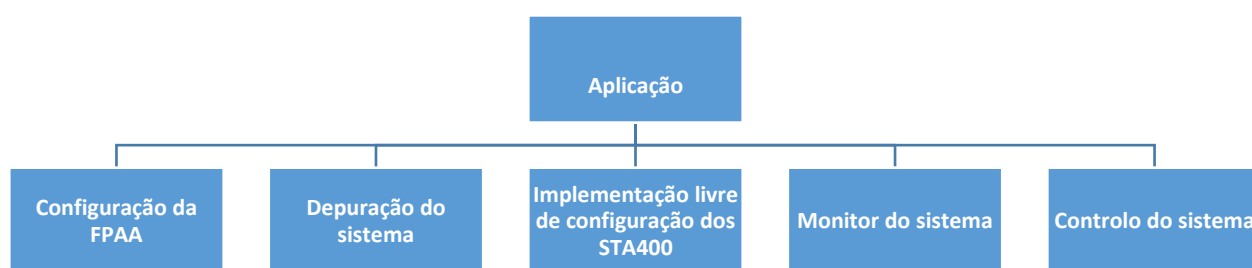 Aplicação
Configuração da
FPAA
Depuração do
sistema
Implementação livre
de configuração dos
STA400
Monitor do sistema
Controlo do sistema